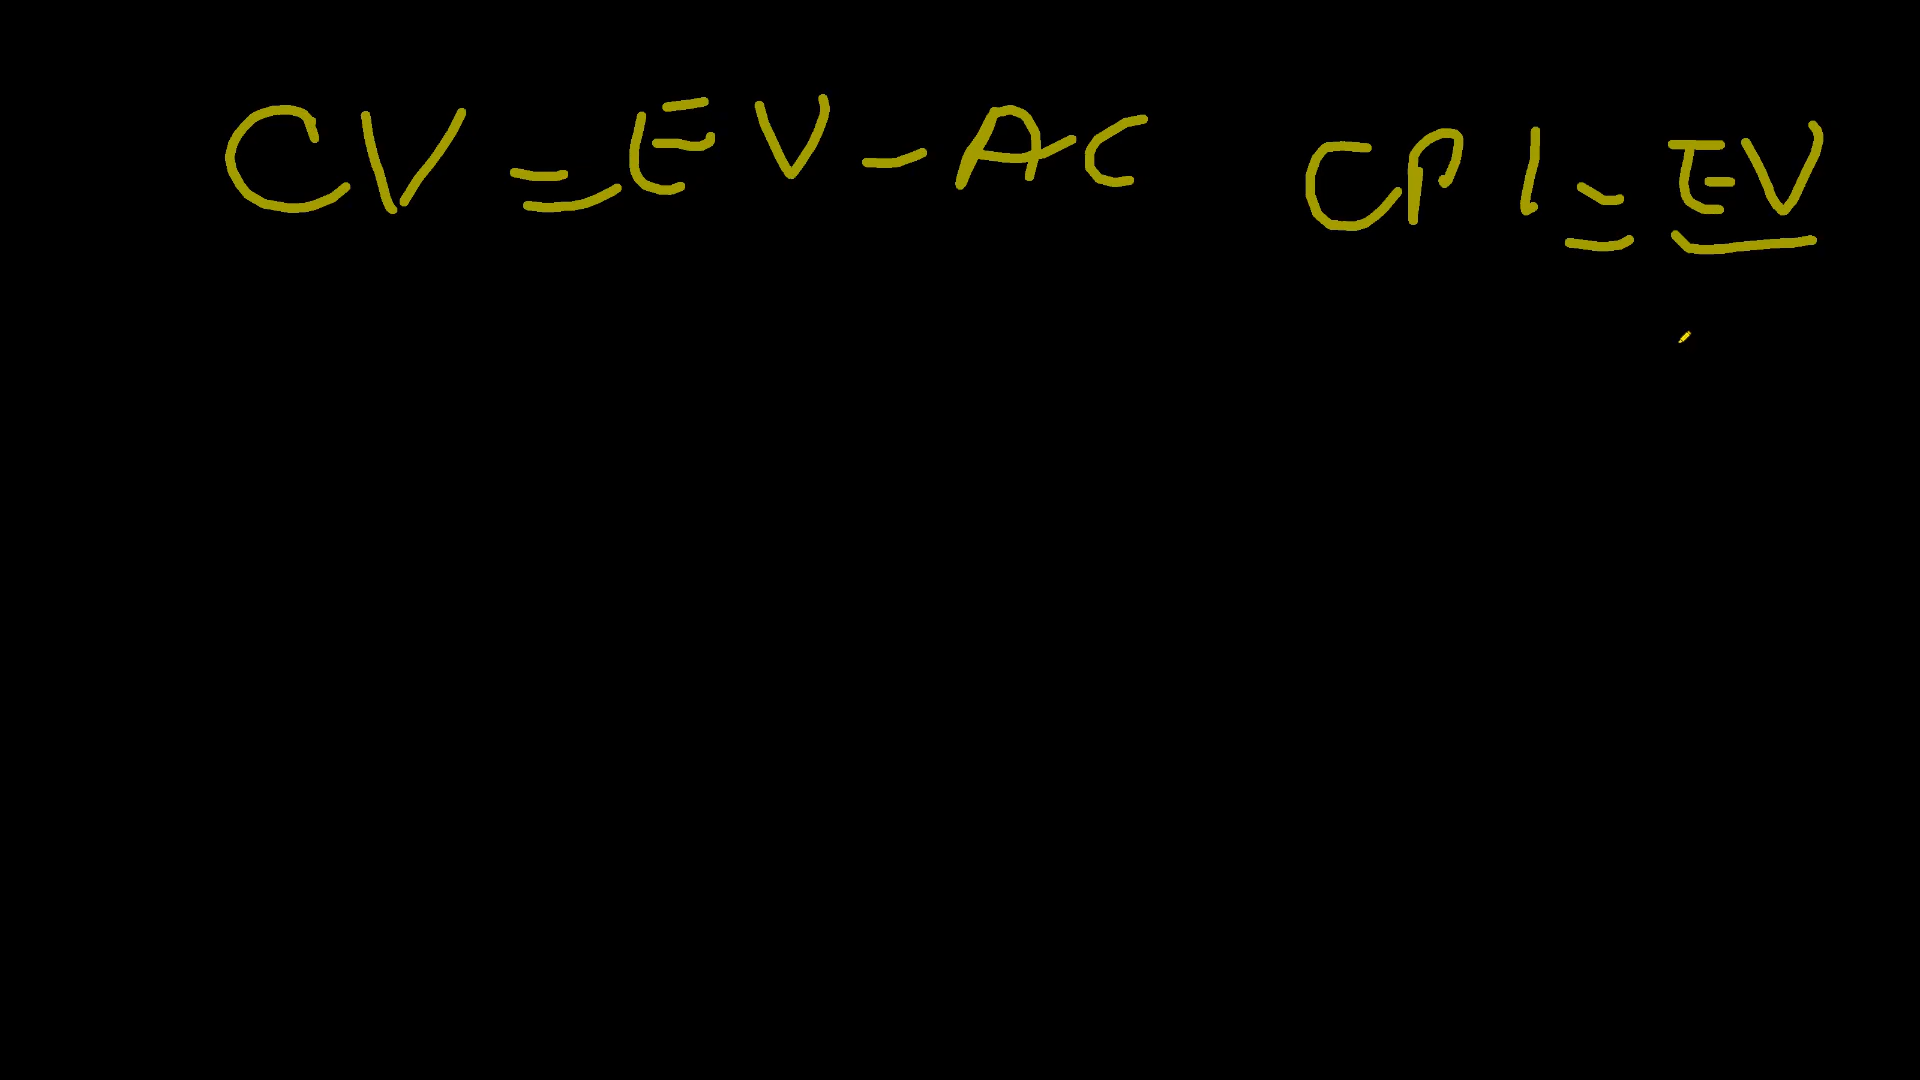 CV = EV - AC CPI = EV